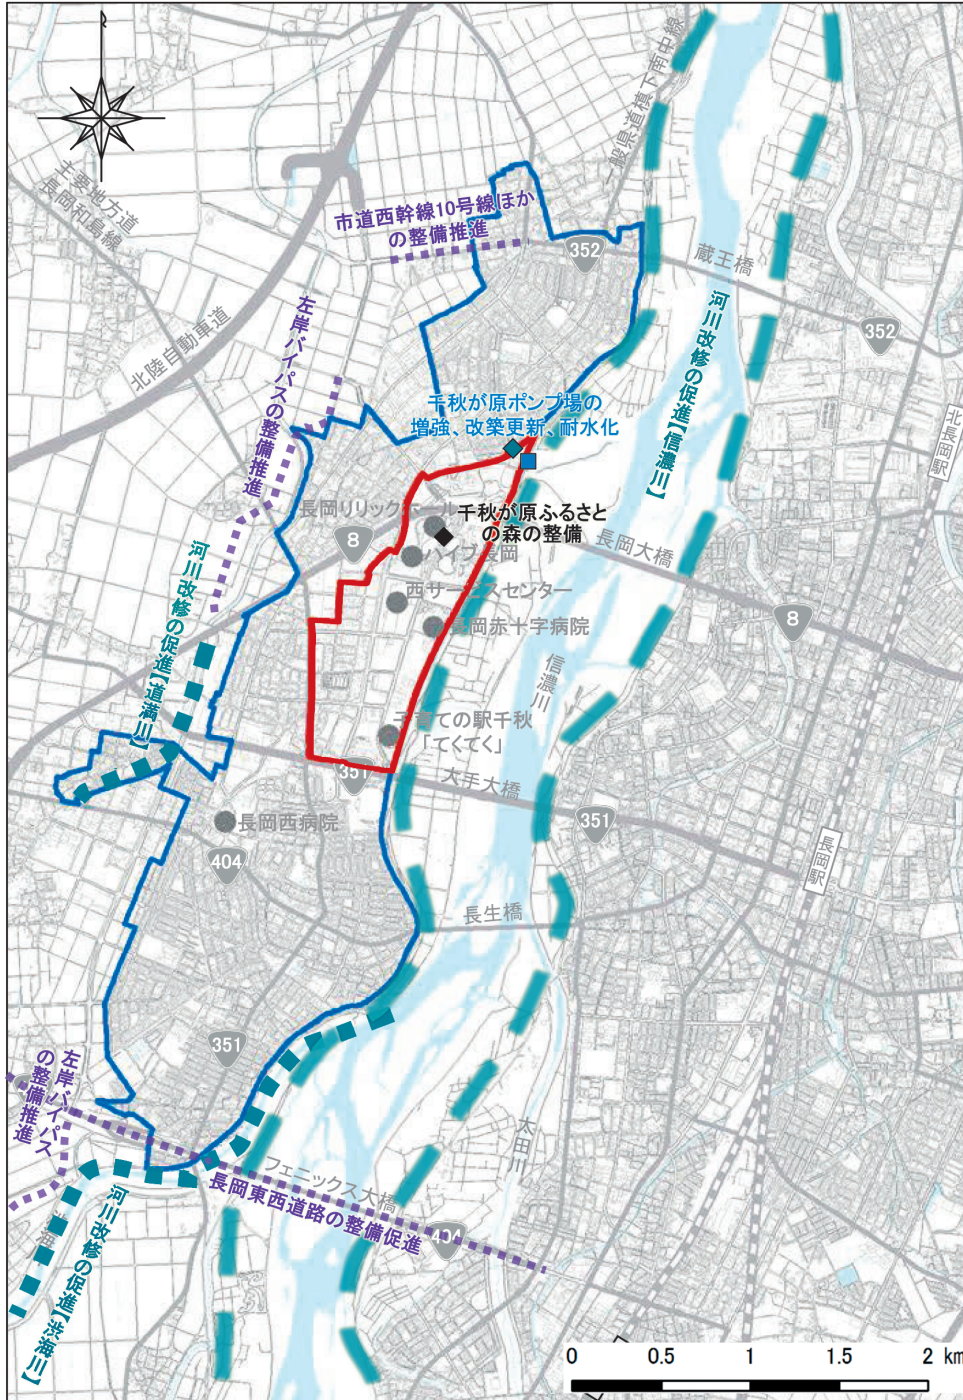 一般県道槙下南中線
主要地方道
長岡和島線
市道西幹線10号線ほか
の整備推進
352
蔵王橋
352
北陸自動車道
左岸バイパスの整備推進
河川改修の促進【信濃川】
北長岡駅
千秋が原ポンプ場の
増強、改築更新、耐水化
長岡リリックホール
千秋が原ふるさと
の森の整備
8
ハイブ長岡
長岡大橋
河川改修の促進【道満川】
西サービスセンター
8
長岡赤十字病院
信濃川
子育ての駅千秋
「てくてく」
351
大手大橋
351
長岡西病院
長岡駅
404
長生橋
351
左岸バイパス
の整備推進
太田川
フェニックス大橋
長岡東西道路の整備促進
河川改修の促進【渋海川】
0 0.5 1 1.5 2 km